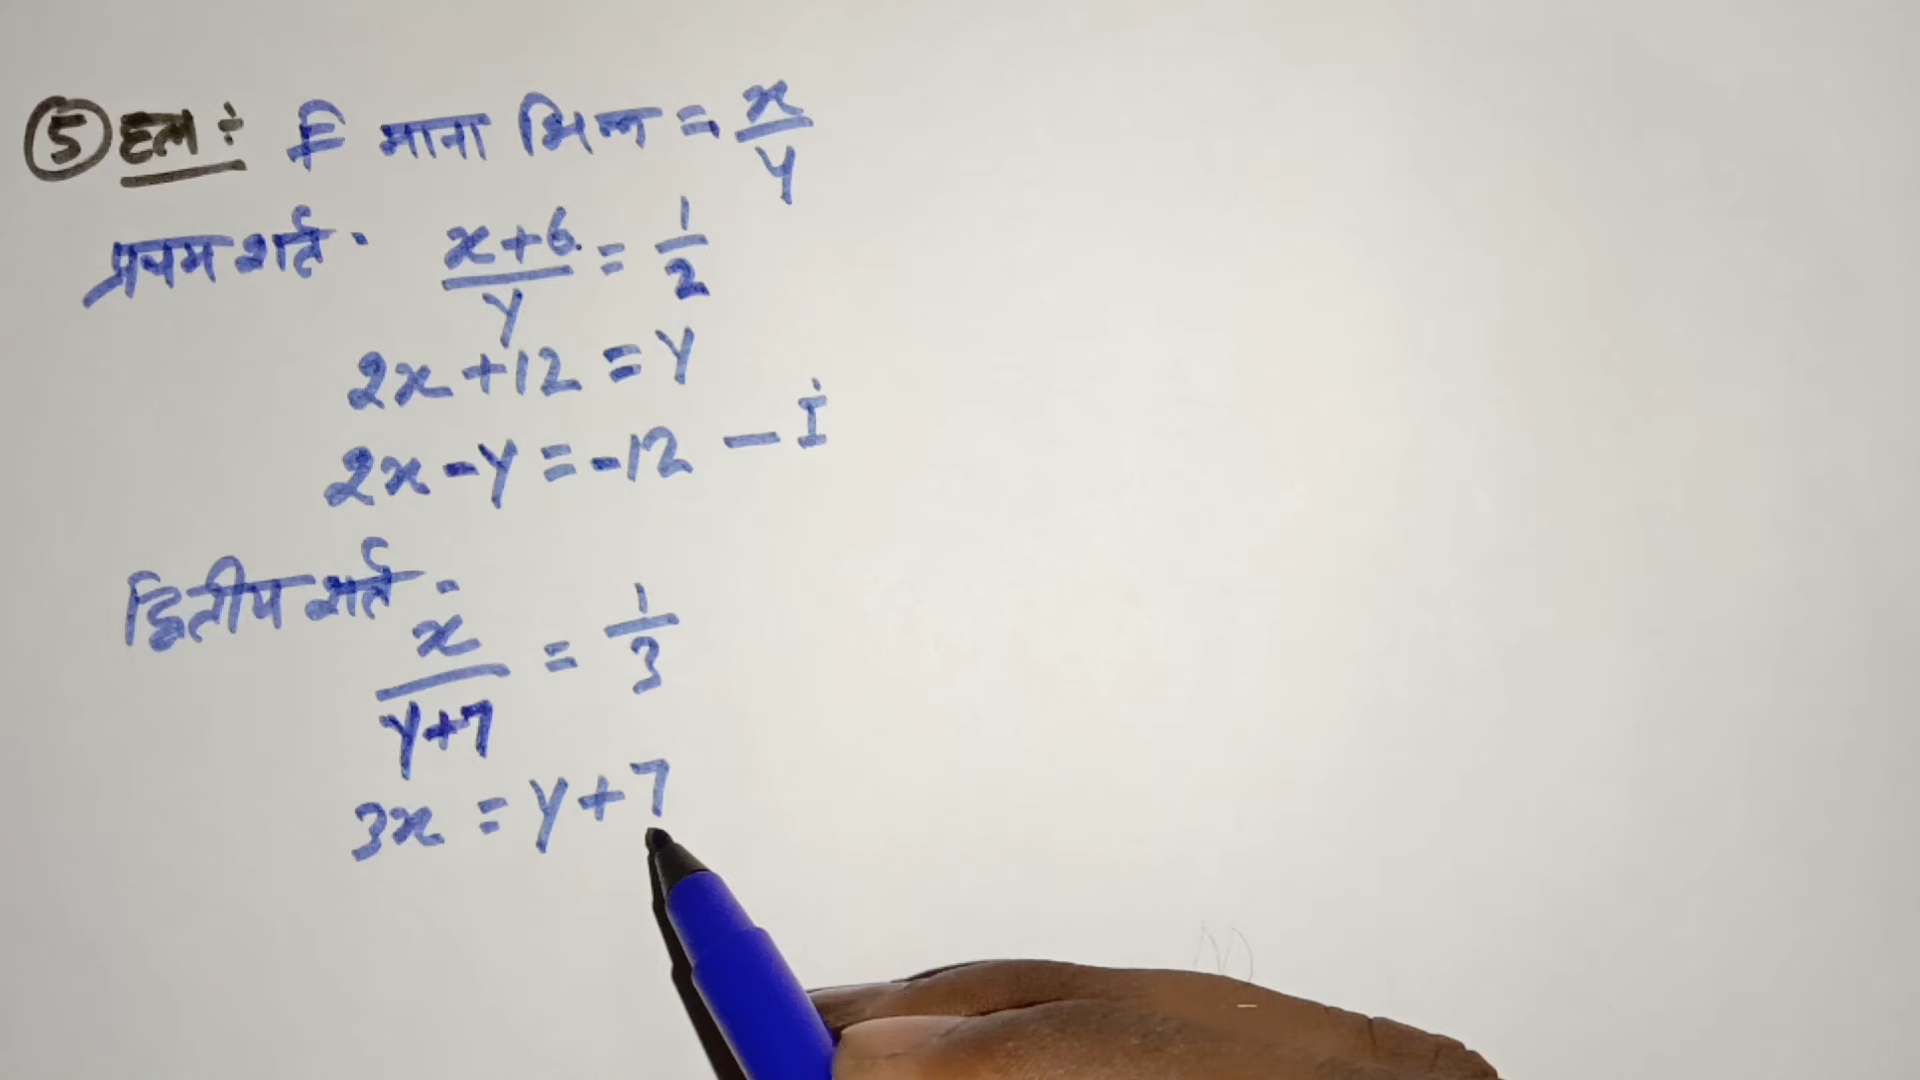 ⑤ हल÷ F माना भिन्न = x/y
प्रथम शर्त - (x+6)/y = 1/2
2x+12 = y
2x-y = -12 - I
द्वितीय शर्त -
x/(y+7) = 1/3
3x = y+7